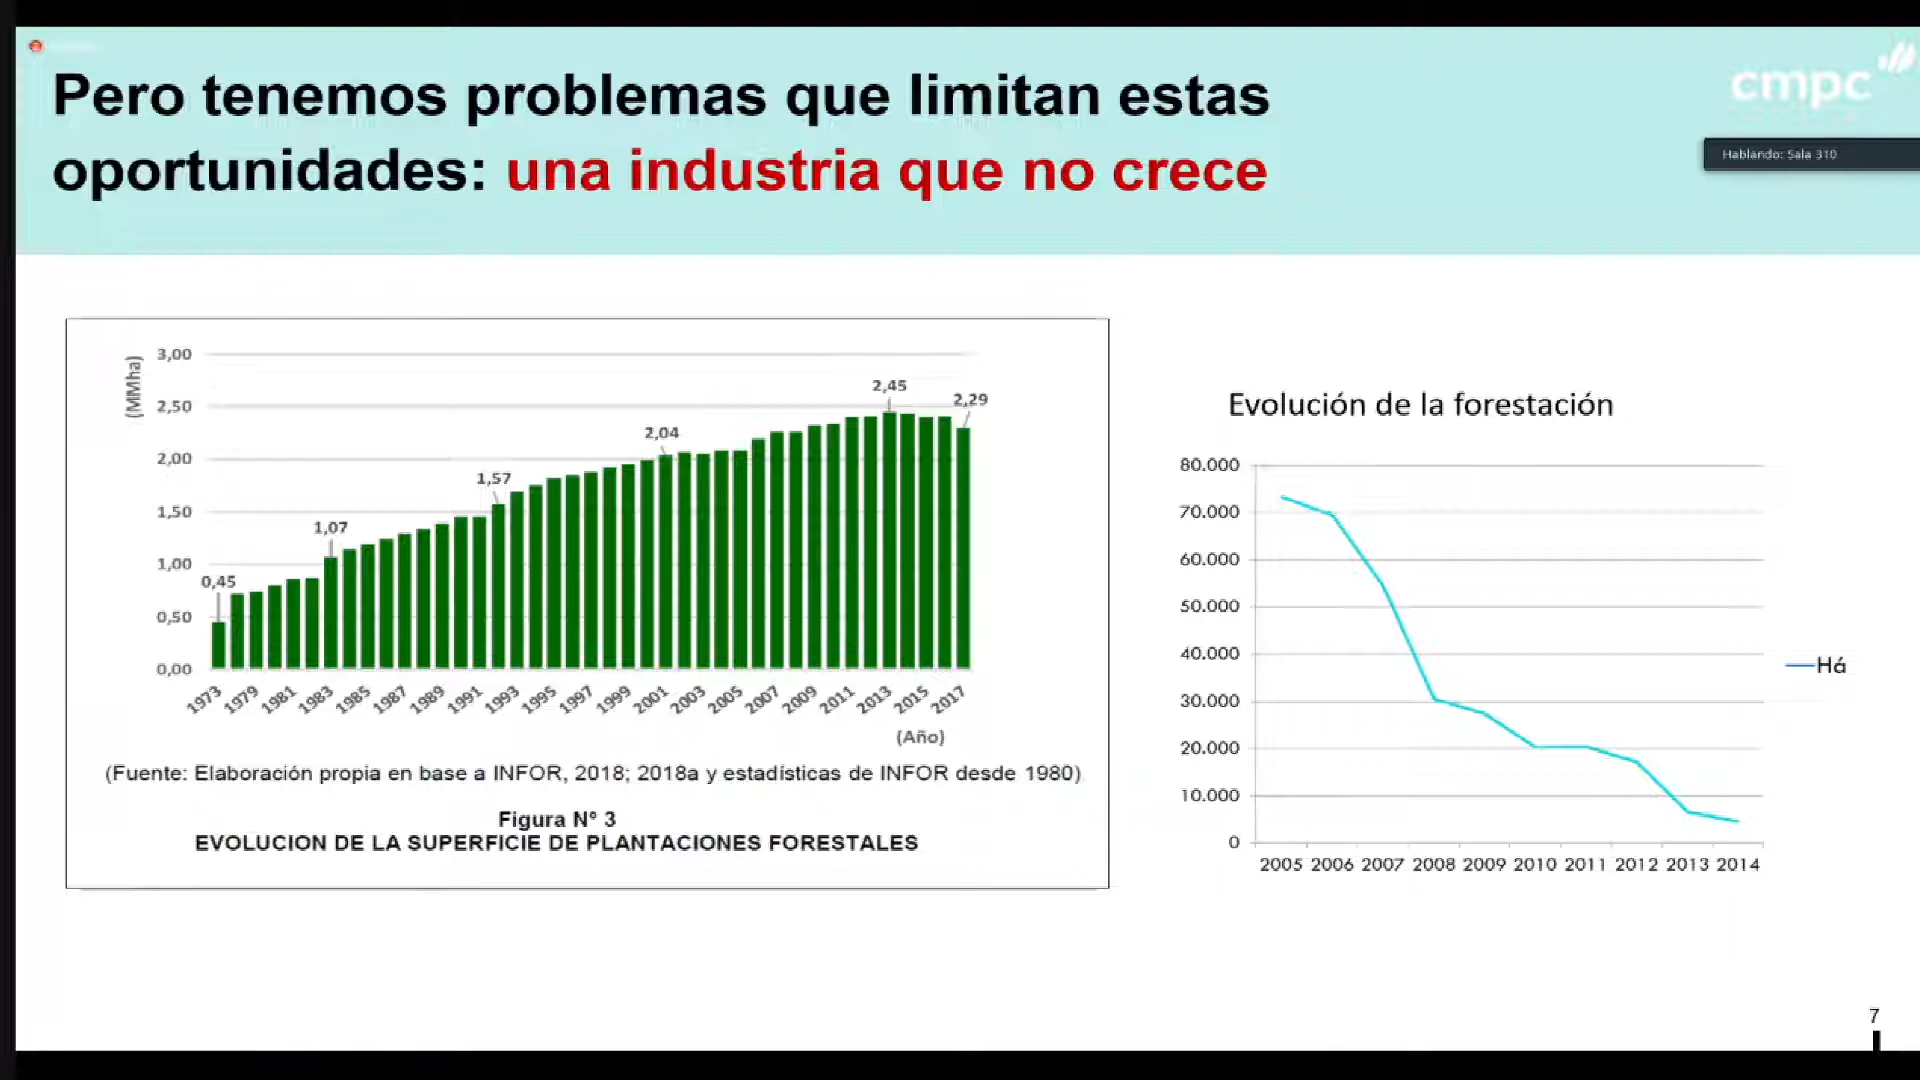 Pero tenemos problemas que limitan estas
oportunidades: una industria que no crece
cmpc
Hablando: Sala 310
(MMha)
3,00
2,50
2,00
1,50
1,00
0,50
0,00
0,45
1,07
1,57
2,04
2,45
2,29
1973 1979 1981 1983 1985 1987 1989 1991 1993 1995 1997 1999 2001 2003 2005 2007 2009 2011 2013 2015 2017
(Año)
(Fuente: Elaboración propia en base a INFOR, 2018; 2018a y estadísticas de INFOR desde 1980)
Figura Nº 3
EVOLUCION DE LA SUPERFICIE DE PLANTACIONES FORESTALES
Evolución de la forestación
80.000
70.000
60.000
50.000
40.000
30.000
20.000
10.000
0
2005 2006 2007 2008 2009 2010 2011 2012 2013 2014
Há
7